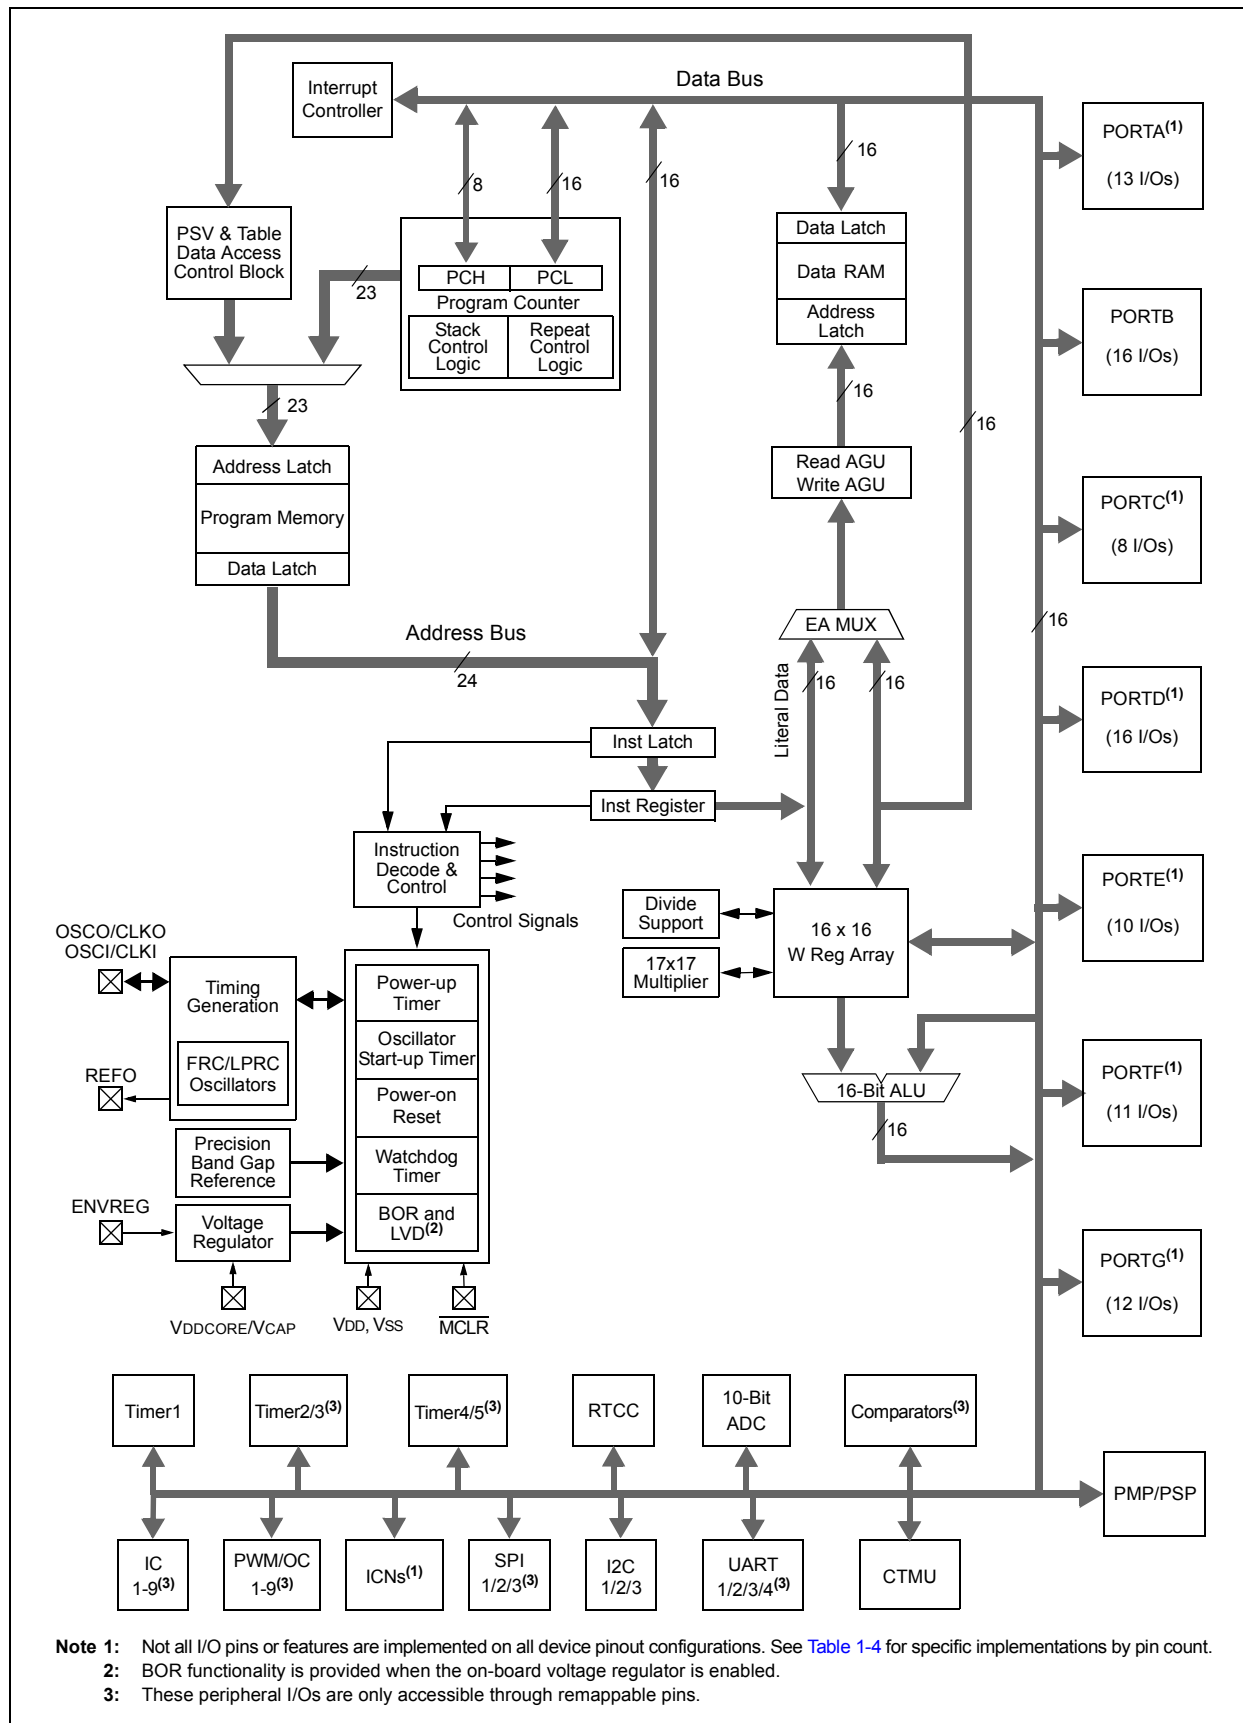 Data Bus
Interrupt
Controller
8
16
16
16
PORTA(1)
(13 I/Os)
PSV & Table
Data Access
Control Block
23
PCH
PCL
Program Counter
Stack
Control
Logic
Repeat
Control
Logic
Data Latch
Data RAM
Address
Latch
PORTB
(16 I/Os)
23
16
16
Address Latch
Program Memory
Data Latch
Read AGU
Write AGU
PORTC(1)
(8 I/Os)
Address Bus
24
EA MUX
16
Literal Data
16
16
PORTD(1)
(16 I/Os)
Inst Latch
Inst Register
Instruction
Decode &
Control
Control Signals
Divide
Support
17x17
Multiplier
16 x 16
W Reg Array
PORTE(1)
(10 I/Os)
OSCO/CLKO
OSCI/CLKI
Timing
Generation
FRC/LPRC
Oscillators
REFO
Power-up
Timer
Oscillator
Start-up Timer
Power-on
Reset
Watchdog
Timer
BOR and
LVD(2)
16-Bit ALU
16
PORTF(1)
(11 I/Os)
Precision
Band Gap
Reference
ENVREG
Voltage
Regulator
VDDCORE/VCAP
VDD, VSS
MCLR
PORTG(1)
(12 I/Os)
Timer1
Timer2/3(3)
Timer4/5(3)
RTCC
10-Bit
ADC
Comparators(3)
PMP/PSP
IC
1-9(3)
PWM/OC
1-9(3)
ICNs(1)
SPI
1/2/3(3)
I2C
1/2/3
UART
1/2/3/4(3)
CTMU
Note 1: Not all I/O pins or features are implemented on all device pinout configurations. See Table 1-4 for specific implementations by pin count.
2: BOR functionality is provided when the on-board voltage regulator is enabled.
3: These peripheral I/Os are only accessible through remappable pins.